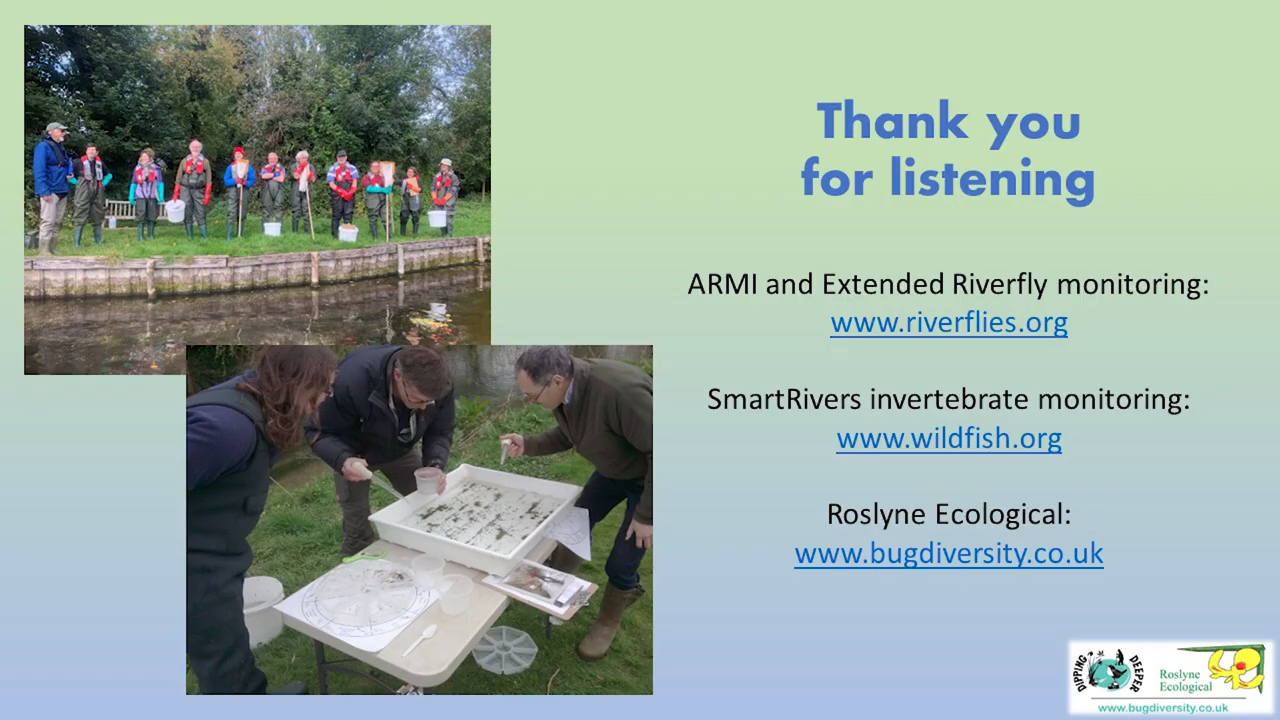 Thank you
for listening
ARMI and Extended Riverfly monitoring:
www.riverflies.org
SmartRivers invertebrate monitoring:
www.wildfish.org
Roslyne Ecological:
www.bugdiversity.co.uk
DIPPING DEEPER
Roslyne
Ecological
www.bugdiversity.co.uk